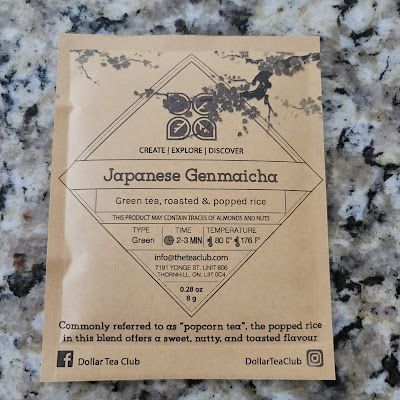 CREATE | EXPLORE | DISCOVER
Japanese Genmaicha
Green tea, roasted & popped rice
THIS PRODUCT MAY CONTAIN TRACES OF ALMONDS AND NUTS
TYPE TIME TEMPERATURE
Green 2-3 MIN 80 C° 176 F°
info@theteaclub.com
7191 YONGE ST. UNIT 606
THORNHILL, ON. L3T 0C4
0.28 oz
8 g
Commonly referred to as "popcorn tea", the popped rice
in this blend offers a sweet, nutty, and toasted flavour
Dollar Tea Club DollarTeaClub